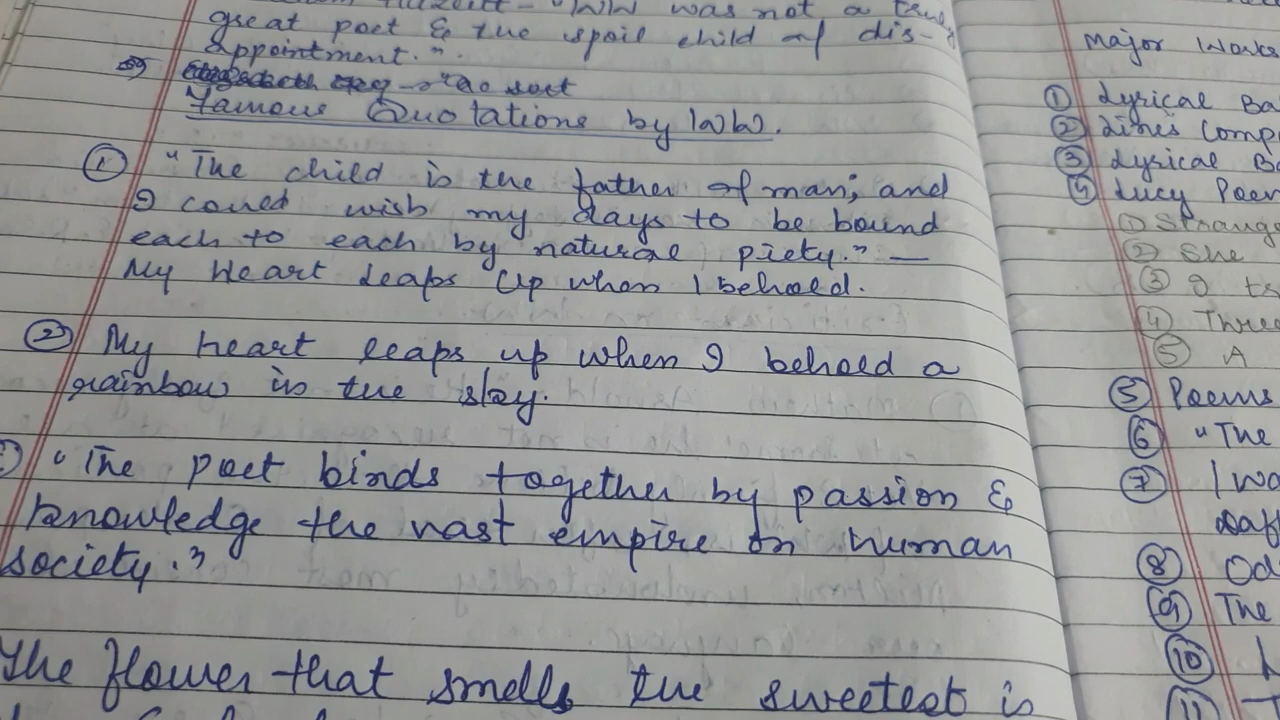 great poet & the spoil child of dis-
appointment."
Famous Quotations by WW.
① "The child is the father of man; and
I could wish my days to be bound
each to each by natural piety." —
My Heart Leaps Up when I behold.
② My heart leaps up when I behold a
rainbow in the sky.
"The poet binds together by passion &
knowledge the vast empire on human
society."
The flower that smells the sweetest is
Major Works
① Lyrical Ba
② Lines Comp
③ Lyrical B
④ Lucy Poem
① Strange
② She
③ I
④ Three
⑤ A
⑤ Poems
⑥ "The
⑦ I wa
daff
⑧ Od
⑨ The
⑩
⑪